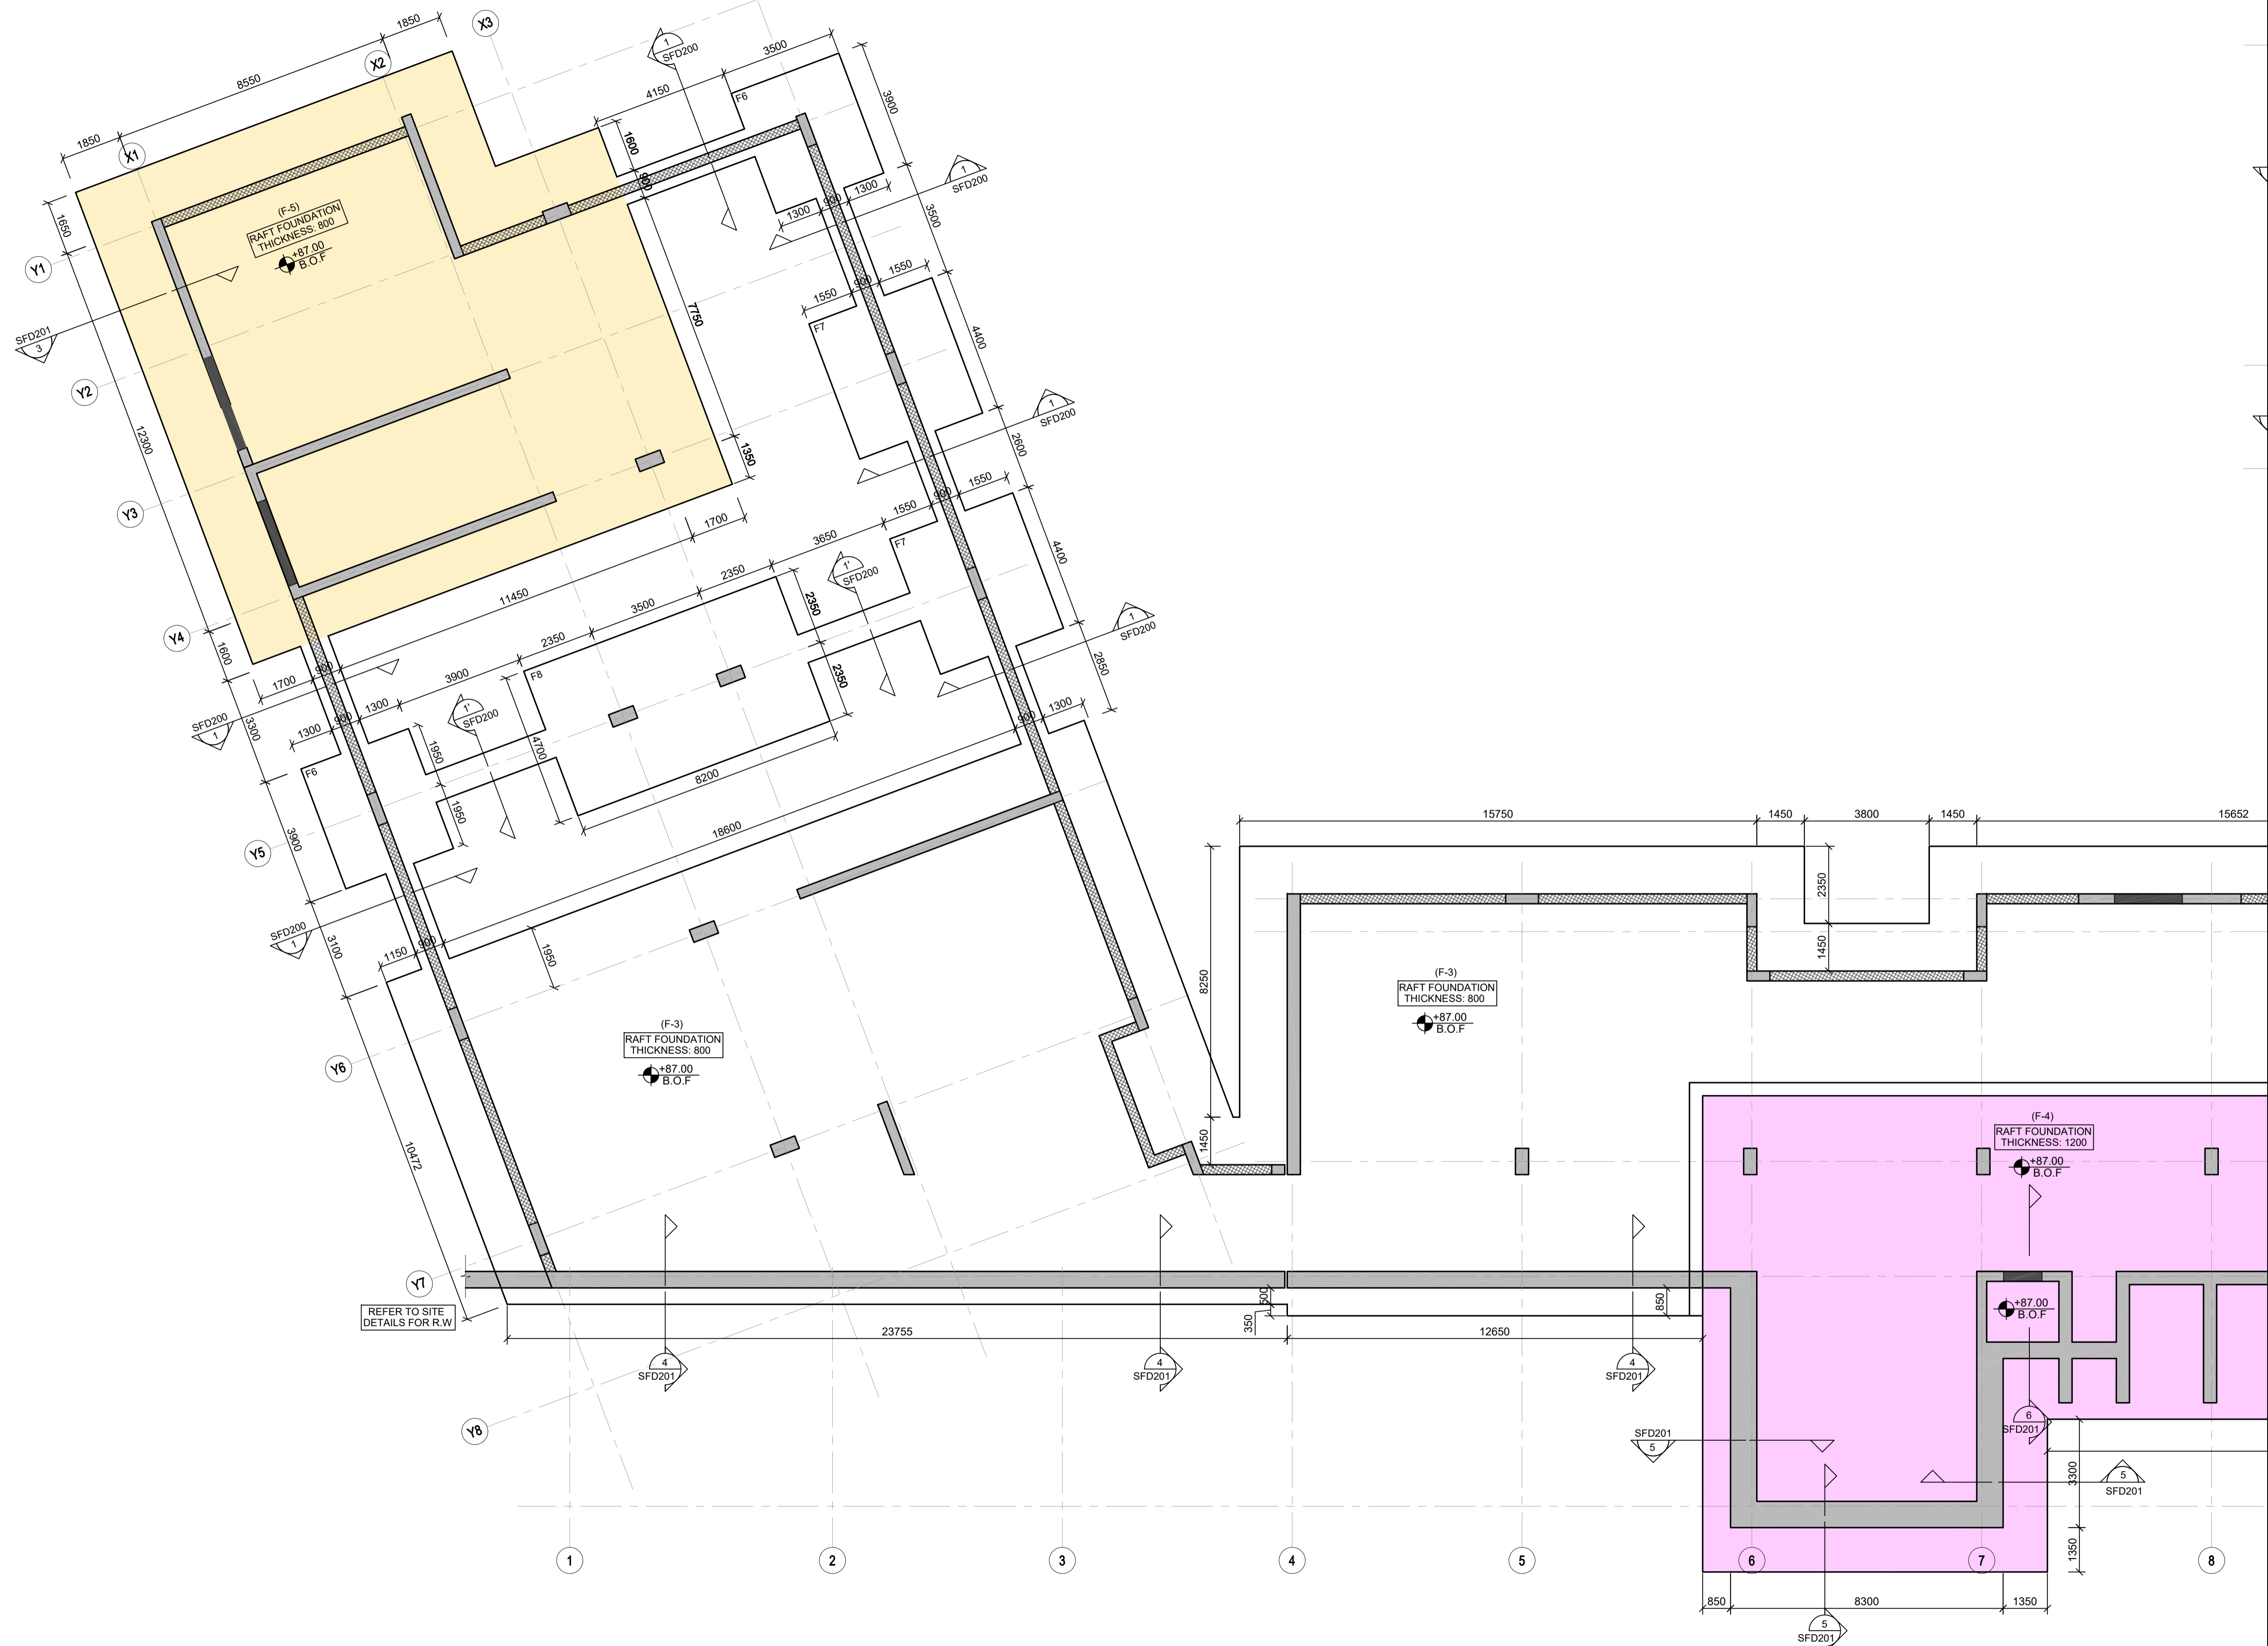 1850
X3
X2
8550
1850
X1
1
SFD200
3500
4150
F6
3900
1600
900
1
SFD200
1300
900
1300
3500
1650
(F-5)
RAFT FOUNDATION
THICKNESS: 800
+87.00
B.O.F
Y1
SFD201
3
Y2
12300
Y3
1550
900
1550
F7
7750
4400
1350
1
SFD200
2600
1550
900
1550
1700
3650
F7
2350
1'
SFD200
3500
2350
11450
2350
4400
Y4
1600
1700
900
3900
F8
2350
1
SFD200
2850
SFD200
1
3300
1300
900
1300
1'
SFD200
4700
1950
8200
900
1300
F6
1950
18600
Y5
3900
SFD200
1
3100
1150
900
1950
Y6
(F-3)
RAFT FOUNDATION
THICKNESS: 800
+87.00
B.O.F
10472
Y7
REFER TO SITE
DETAILS FOR R.W
Y8
15750
1450
3800
1450
15652
2350
1450
8250
1450
(F-3)
RAFT FOUNDATION
THICKNESS: 800
+87.00
B.O.F
(F-4)
RAFT FOUNDATION
THICKNESS: 1200
+87.00
B.O.F
+87.00
B.O.F
500
350
850
23755
12650
4
SFD201
4
SFD201
4
SFD201
6
SFD201
SFD201
5
5
SFD201
3300
1350
1
2
3
4
5
6
7
8
850
8300
1350
5
SFD201